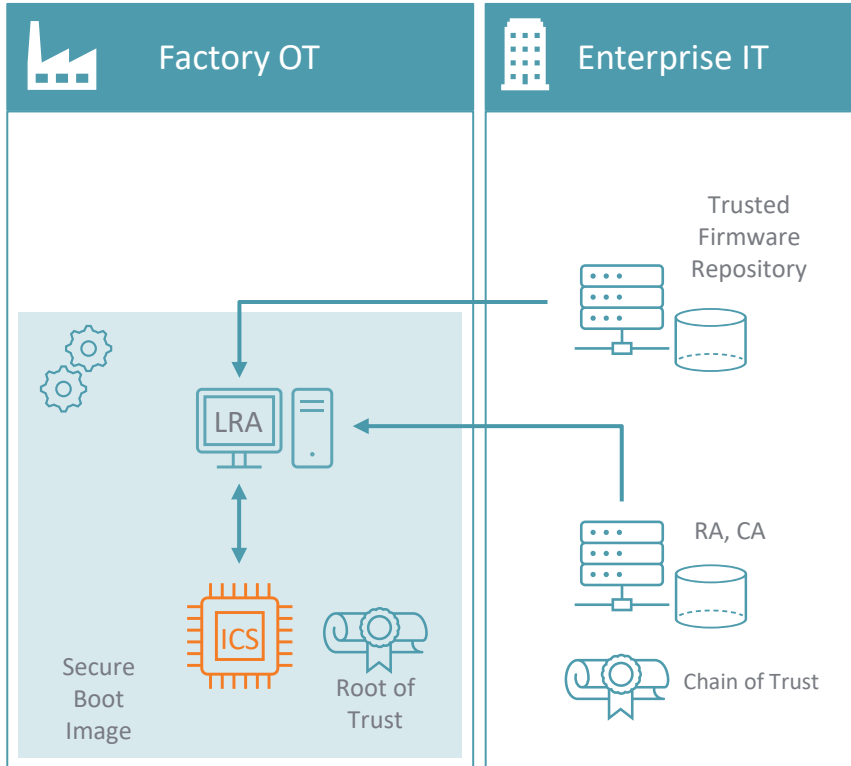 Factory OT
Enterprise IT
Trusted
Firmware
Repository
LRA
RA, CA
ICS
Secure
Boot
Image
Root of
Trust
Chain of Trust